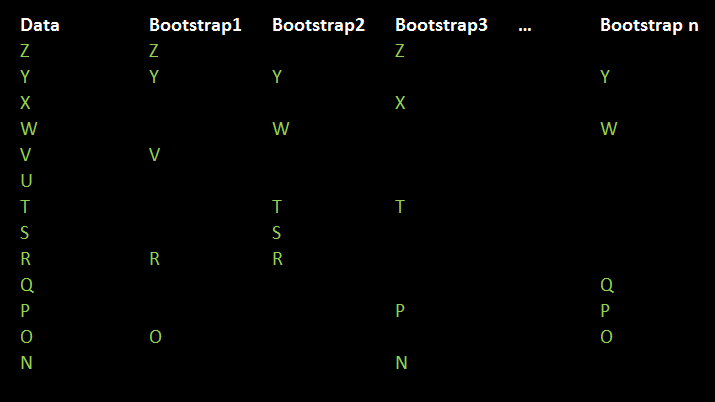 Data Bootstrap1 Bootstrap2 Bootstrap3 ... Bootstrap n
Z Z Z
Y Y Y Y
X X
W W W
V V
U
T T T
S S
R R R
Q Q
P P P
O O O
N N